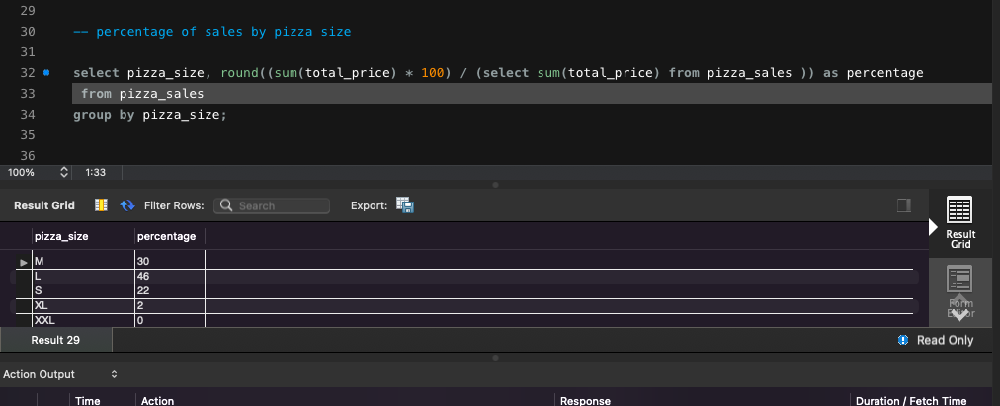 29
30 -- percentage of sales by pizza size
31
32 select pizza_size, round((sum(total_price) * 100) / (select sum(total_price) from pizza_sales )) as percentage
33 from pizza_sales
34 group by pizza_size;
35
36
100% 1:33
Result Grid Filter Rows: Search Export:
Result Grid
pizza_size percentage
M 30
L 46
S 22
XL 2
XXL 0
Form Editor
Result 29 Read Only
Action Output
Time Action Response Duration / Fetch Time